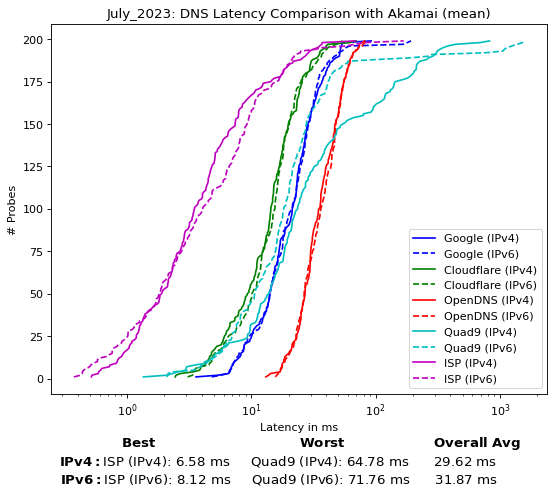 July_2023: DNS Latency Comparison with Akamai (mean)
200
175
150
125
100
75
50
25
0
# Probes
Google (IPv4)
Google (IPv6)
Cloudflare (IPv4)
Cloudflare (IPv6)
OpenDNS (IPv4)
OpenDNS (IPv6)
Quad9 (IPv4)
Quad9 (IPv6)
ISP (IPv4)
ISP (IPv6)
10⁰ 10¹ 10² 10³
Latency in ms
Best Worst Overall Avg
IPv4: ISP (IPv4): 6.58 ms Quad9 (IPv4): 64.78 ms 29.62 ms
IPv6: ISP (IPv6): 8.12 ms Quad9 (IPv6): 71.76 ms 31.87 ms